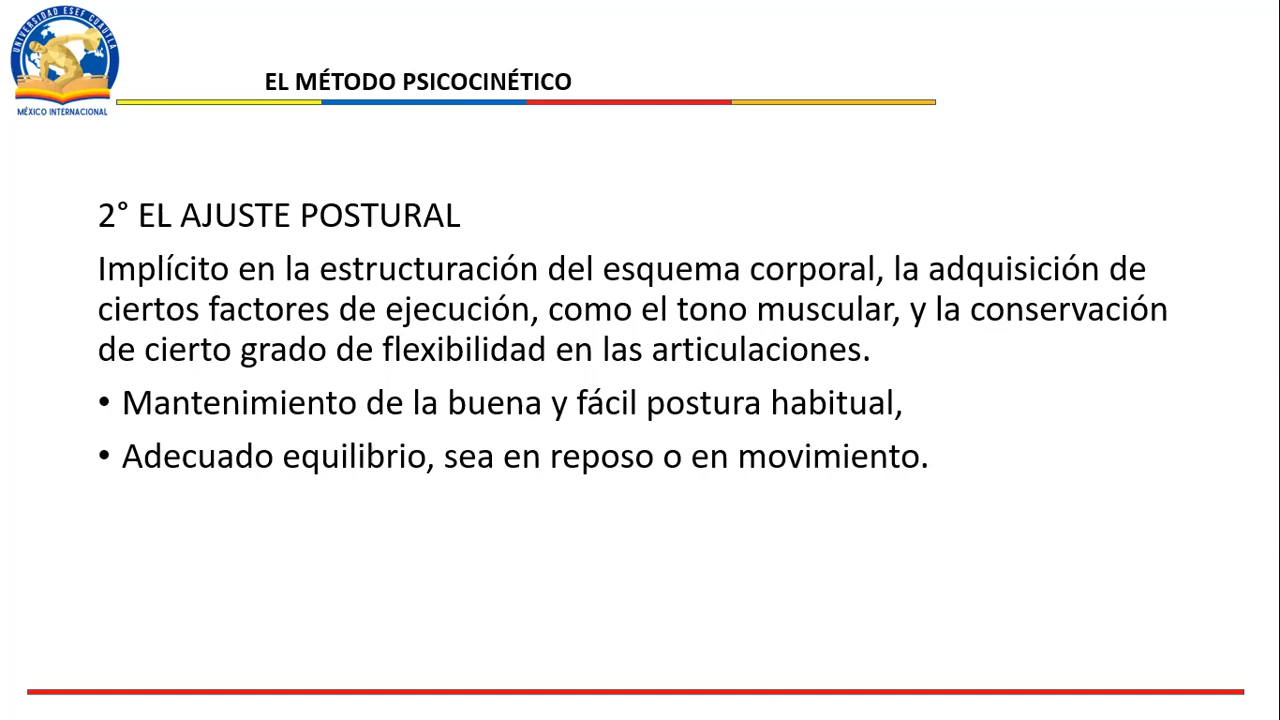 UNIVERSIDAD ESEF CUAUTLA
MÉXICO INTERNACIONAL
EL MÉTODO PSICOCINÉTICO
2° EL AJUSTE POSTURAL
Implícito en la estructuración del esquema corporal, la adquisición de
ciertos factores de ejecución, como el tono muscular, y la conservación
de cierto grado de flexibilidad en las articulaciones.
• Mantenimiento de la buena y fácil postura habitual,
• Adecuado equilibrio, sea en reposo o en movimiento.